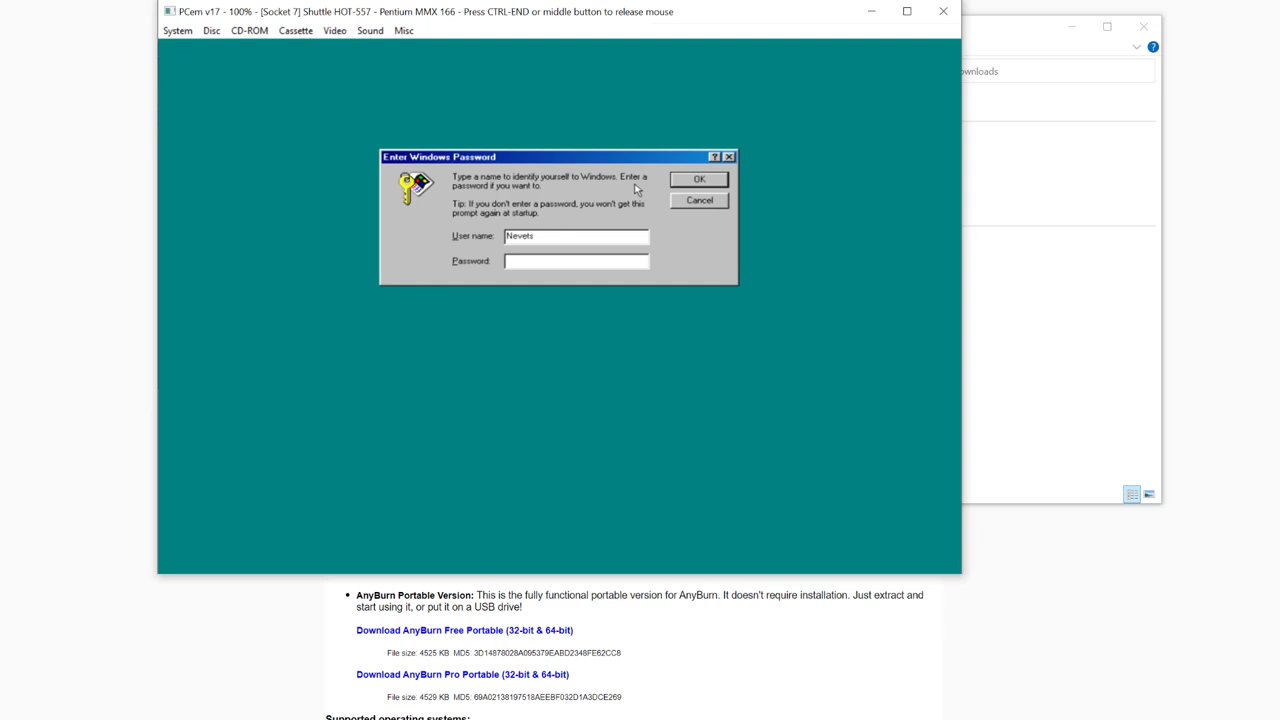 PCem v17 - 100% - [Socket 7] Shuttle HOT-557 - Pentium MMX 166 - Press CTRL-END or middle button to release mouse
System Disc CD-ROM Cassette Video Sound Misc
ownloads
Enter Windows Password
Type a name to identify yourself to Windows. Enter a
password if you want to.
Tip: If you don't enter a password, you won't get this
prompt again at startup.
OK
Cancel
User name: Nevets
Password:
• AnyBurn Portable Version: This is the fully functional portable version for AnyBurn. It doesn't require installation. Just extract and
start using it, or put it on a USB drive!
Download AnyBurn Free Portable (32-bit & 64-bit)
File size: 4525 KB MD5: 3D14878028A095379EABD2348FE62CC8
Download AnyBurn Pro Portable (32-bit & 64-bit)
File size: 4529 KB MD5: 69A02138197518AEEBF032D1A3DCE269
Supported operating systems: